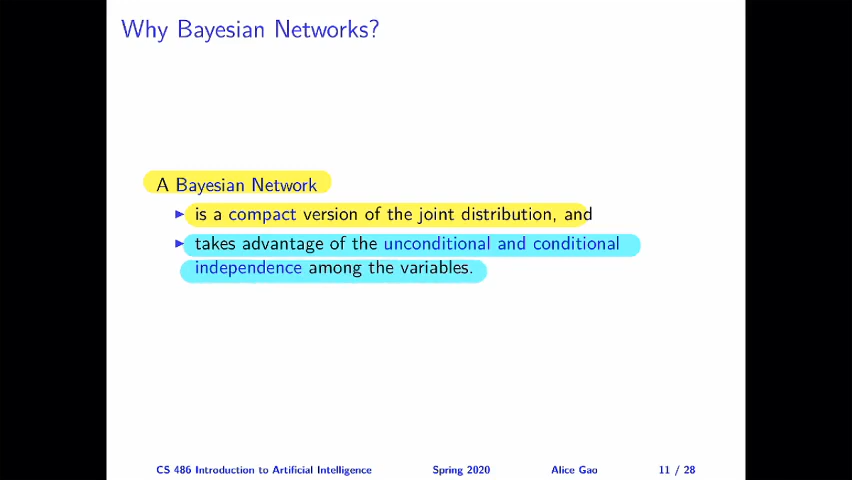 Why Bayesian Networks?
A Bayesian Network
is a compact version of the joint distribution, and
takes advantage of the unconditional and conditional
independence among the variables.
CS 486 Introduction to Artificial Intelligence Spring 2020 Alice Gao 11 / 28